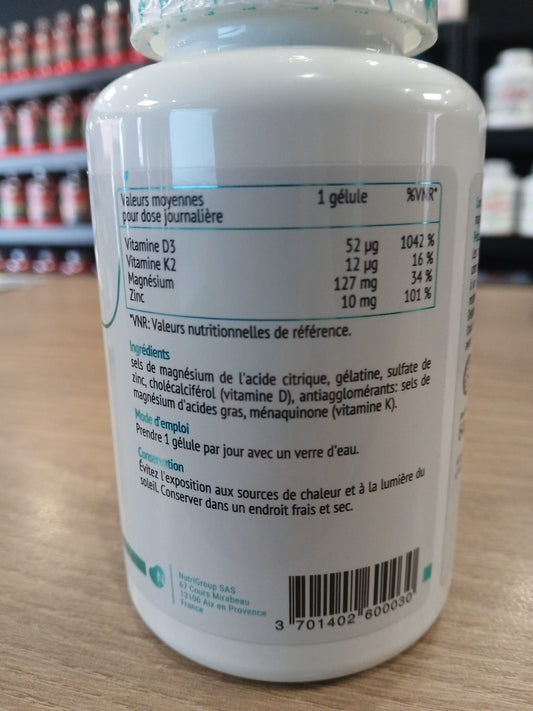 Valeurs moyennes 1 gélule %VNR*
pour dose journalière
Vitamine D3 52 µg 1042 %
Vitamine K2 12 µg 16 %
Magnésium 127 mg 34 %
Zinc 10 mg 101 %
*VNR: Valeurs nutritionnelles de référence.
Ingrédients
sels de magnésium de l'acide citrique, gélatine, sulfate de
zinc, cholécalciférol (vitamine D), antiagglomérants: sels de
magnésium d'acides gras, ménaquinone (vitamine K).
Mode d'emploi
Prendre 1 gélule par jour avec un verre d'eau.
Conservation
Évitez l'exposition aux sources de chaleur et à la lumière du
soleil. Conserver dans un endroit frais et sec.
NutriGroup SAS
67 Cours Mirabeau
13100 Aix en Provence
France
3 701402 600030